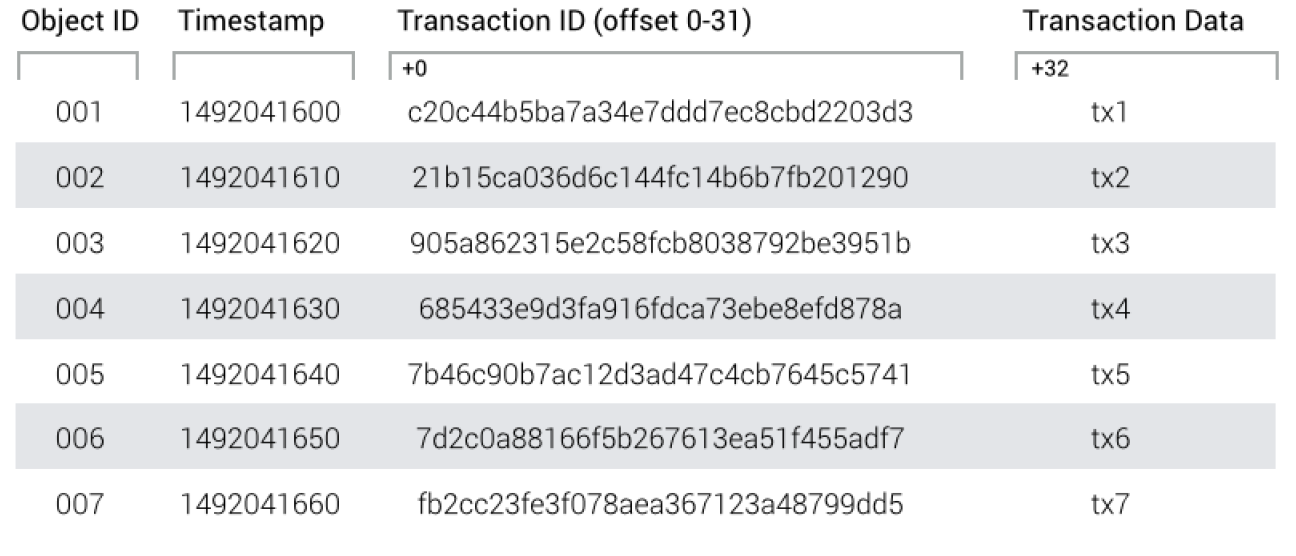 Object ID Timestamp Transaction ID (offset 0-31) Transaction Data
+0 +32
001 1492041600 c20c44b5ba7a34e7ddd7ec8cbd2203d3 tx1
002 1492041610 21b15ca036d6c144fc14b6b7fb201290 tx2
003 1492041620 905a862315e2c58fcb8038792be3951b tx3
004 1492041630 685433e9d3fa916fdca73ebe8efd878a tx4
005 1492041640 7b46c90b7ac12d3ad47c4cb7645c5741 tx5
006 1492041650 7d2c0a88166f5b267613ea51f455adf7 tx6
007 1492041660 fb2cc23fe3f078aea367123a48799dd5 tx7